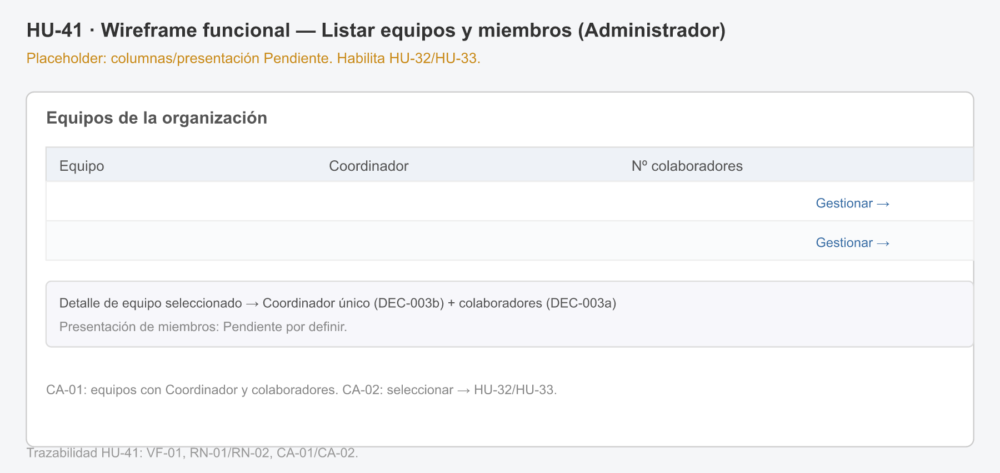 HU-41 · Wireframe funcional — Listar equipos y miembros (Administrador)
Placeholder: columnas/presentación Pendiente. Habilita HU-32/HU-33.
Equipos de la organización
Equipo Coordinador Nº colaboradores
Gestionar →
Gestionar →
Detalle de equipo seleccionado → Coordinador único (DEC-003b) + colaboradores (DEC-003a)
Presentación de miembros: Pendiente por definir.
CA-01: equipos con Coordinador y colaboradores. CA-02: seleccionar → HU-32/HU-33.
Trazabilidad HU-41: VF-01, RN-01/RN-02, CA-01/CA-02.